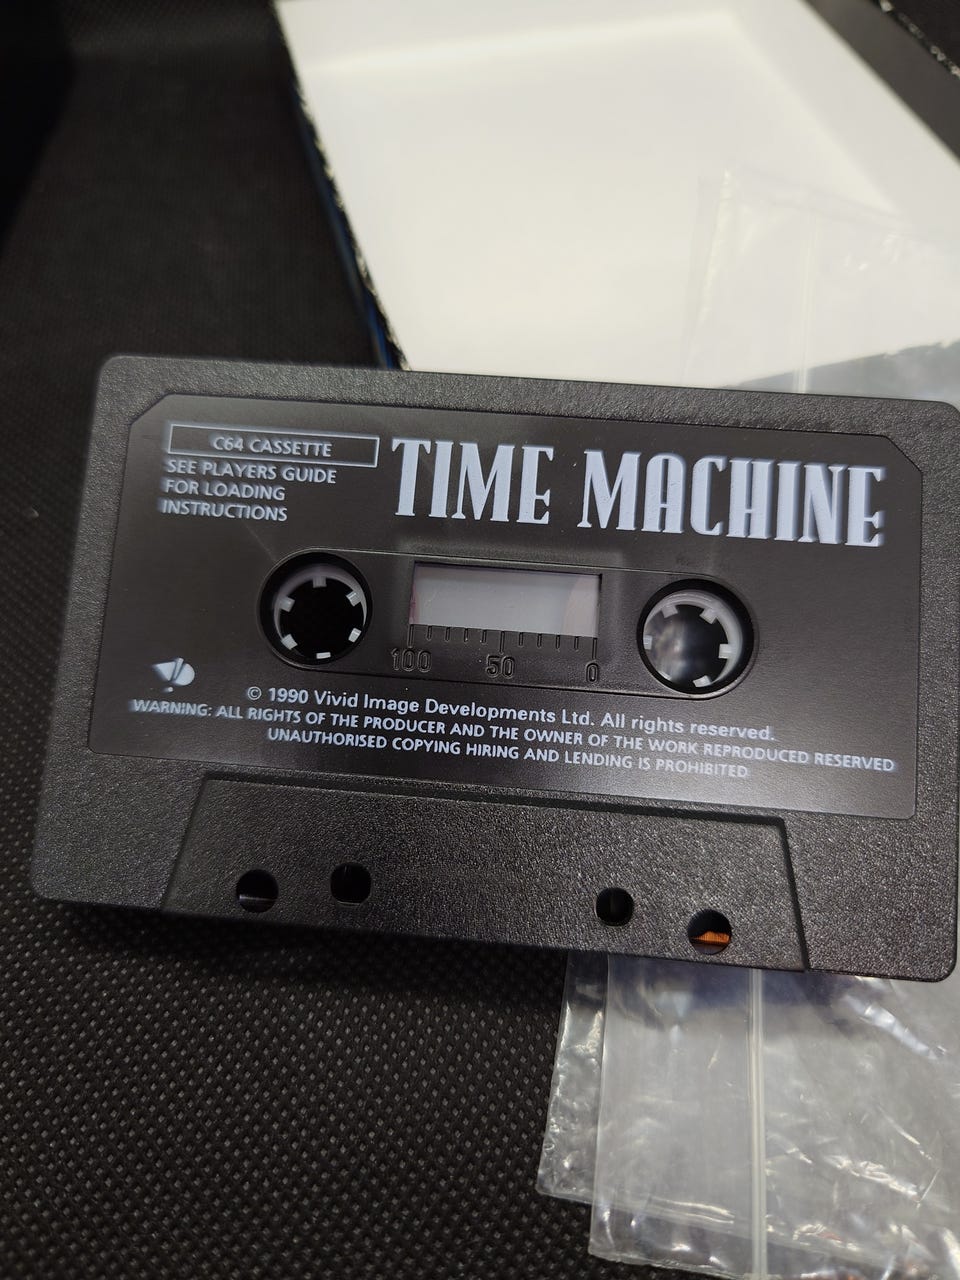 C64 CASSETTE
SEE PLAYERS GUIDE
FOR LOADING
INSTRUCTIONS
TIME MACHINE
100 50 0
© 1990 Vivid Image Developments Ltd. All rights reserved.
WARNING: ALL RIGHTS OF THE PRODUCER AND THE OWNER OF THE WORK REPRODUCED RESERVED
UNAUTHORISED COPYING HIRING AND LENDING IS PROHIBITED